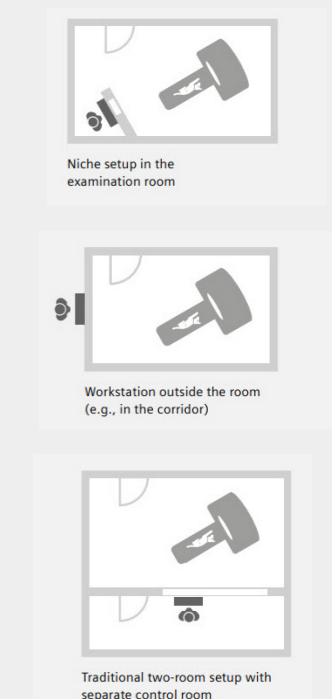 Niche setup in the
examination room
Workstation outside the room
(e.g., in the corridor)
Traditional two-room setup with
separate control room